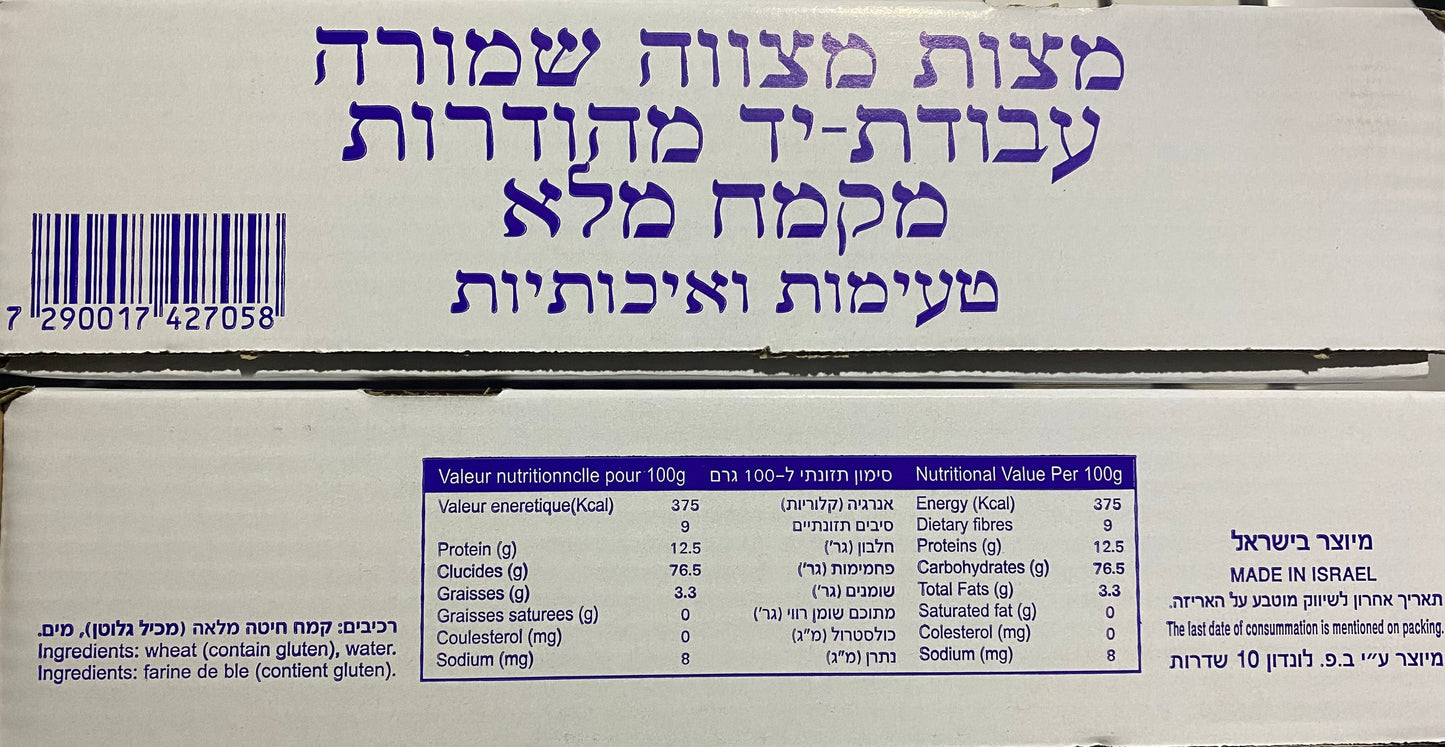 מצות מצווה שמורה
עבודת-יד מהודרות
מקמח מלא
טעימות ואיכותיות
7 290017 427058
Valeur nutritionnclle pour 100g סימון תזונתי ל-100 גרם Nutritional Value Per 100g
Valeur eneretique(Kcal) 375 אנרגיה (קלוריות) Energy (Kcal) 375
9 סיבים תזונתיים Dietary fibres 9
Protein (g) 12.5 חלבון (גר') Proteins (g) 12.5
Clucides (g) 76.5 פחמימות (גר') Carbohydrates (g) 76.5
Graisses (g) 3.3 שומנים (גר') Total Fats (g) 3.3
Graisses saturees (g) 0 מתוכם שומן רווי (גר') Saturated fat (g) 0
Coulesterol (mg) 0 כולסטרול (מ"ג) Colesterol (mg) 0
Sodium (mg) 8 נתרן (מ"ג) Sodium (mg) 8
רכיבים: קמח חיטה מלאה (מכיל גלוטן), מים.
Ingredients: wheat (contain gluten), water.
Ingredients: farine de ble (contient gluten).
מיוצר בישראל
MADE IN ISRAEL
תאריך אחרון לשיווק מוטבע על האריזה.
The last date of consummation is mentioned on packing.
מיוצר ע״י ב.פ. לונדון 10 שדרות